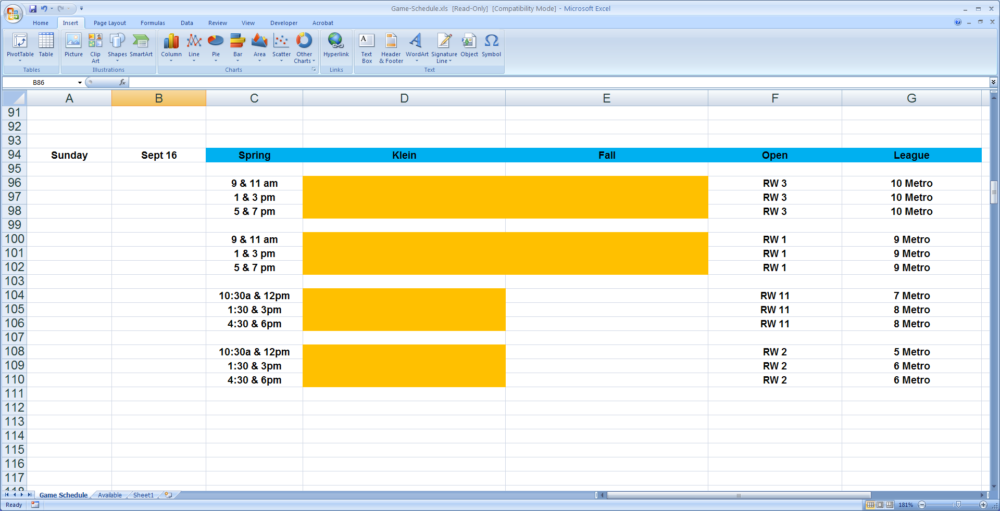 Game-Schedule.xls [Read-Only] [Compatibility Mode] - Microsoft Excel
Home Insert Page Layout Formulas Data Review View Developer Acrobat
PivotTable Table Picture Clip Art Shapes SmartArt Column Line Pie Bar Area Scatter Other Charts Hyperlink Text Box Header & Footer WordArt Signature Line Object Symbol
Tables Illustrations Charts Links Text
B86 fx
A B C D E F G
91
92
93
94 Sunday Sept 16 Spring Klein Fall Open League
95
96 9 & 11 am RW 3 10 Metro
97 1 & 3 pm RW 3 10 Metro
98 5 & 7 pm RW 3 10 Metro
99
100 9 & 11 am RW 1 9 Metro
101 1 & 3 pm RW 1 9 Metro
102 5 & 7 pm RW 1 9 Metro
103
104 10:30a & 12pm RW 11 7 Metro
105 1:30 & 3pm RW 11 8 Metro
106 4:30 & 6pm RW 11 8 Metro
107
108 10:30a & 12pm RW 2 5 Metro
109 1:30 & 3pm RW 2 6 Metro
110 4:30 & 6pm RW 2 6 Metro
111
112
113
114
115
116
117
118
Game Schedule Available Sheet1
Ready 181%